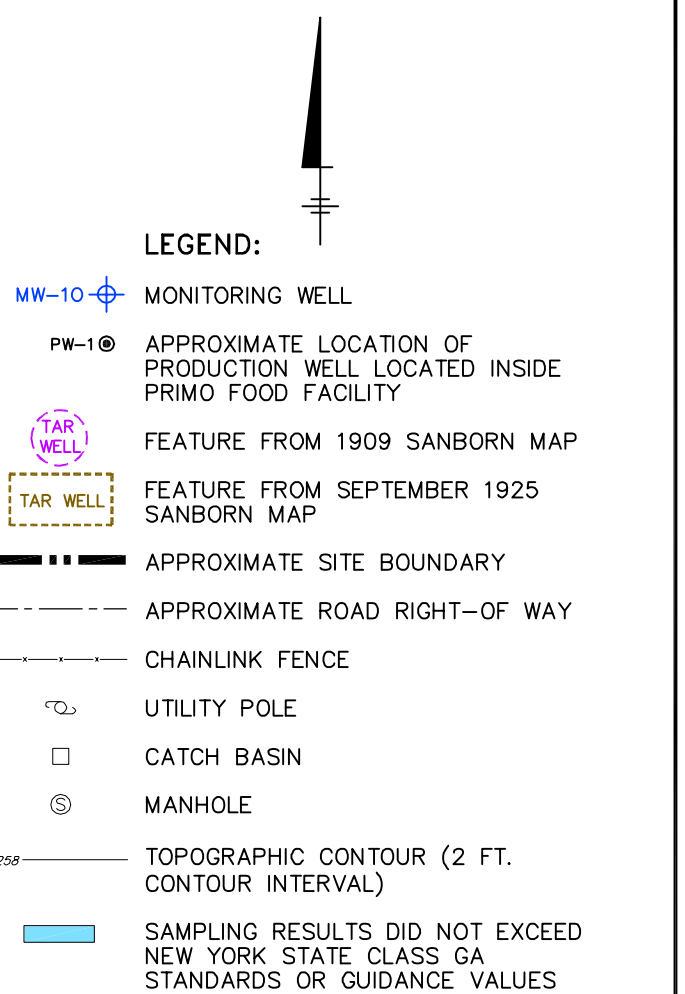 LEGEND:
MW-10 MONITORING WELL
PW-1 APPROXIMATE LOCATION OF
PRODUCTION WELL LOCATED INSIDE
PRIMO FOOD FACILITY
TAR
WELL
FEATURE FROM 1909 SANBORN MAP
TAR WELL
FEATURE FROM SEPTEMBER 1925
SANBORN MAP
APPROXIMATE SITE BOUNDARY
APPROXIMATE ROAD RIGHT-OF WAY
CHAINLINK FENCE
UTILITY POLE
CATCH BASIN
S MANHOLE
258 TOPOGRAPHIC CONTOUR (2 FT.
CONTOUR INTERVAL)
SAMPLING RESULTS DID NOT EXCEED
NEW YORK STATE CLASS GA
STANDARDS OR GUIDANCE VALUES